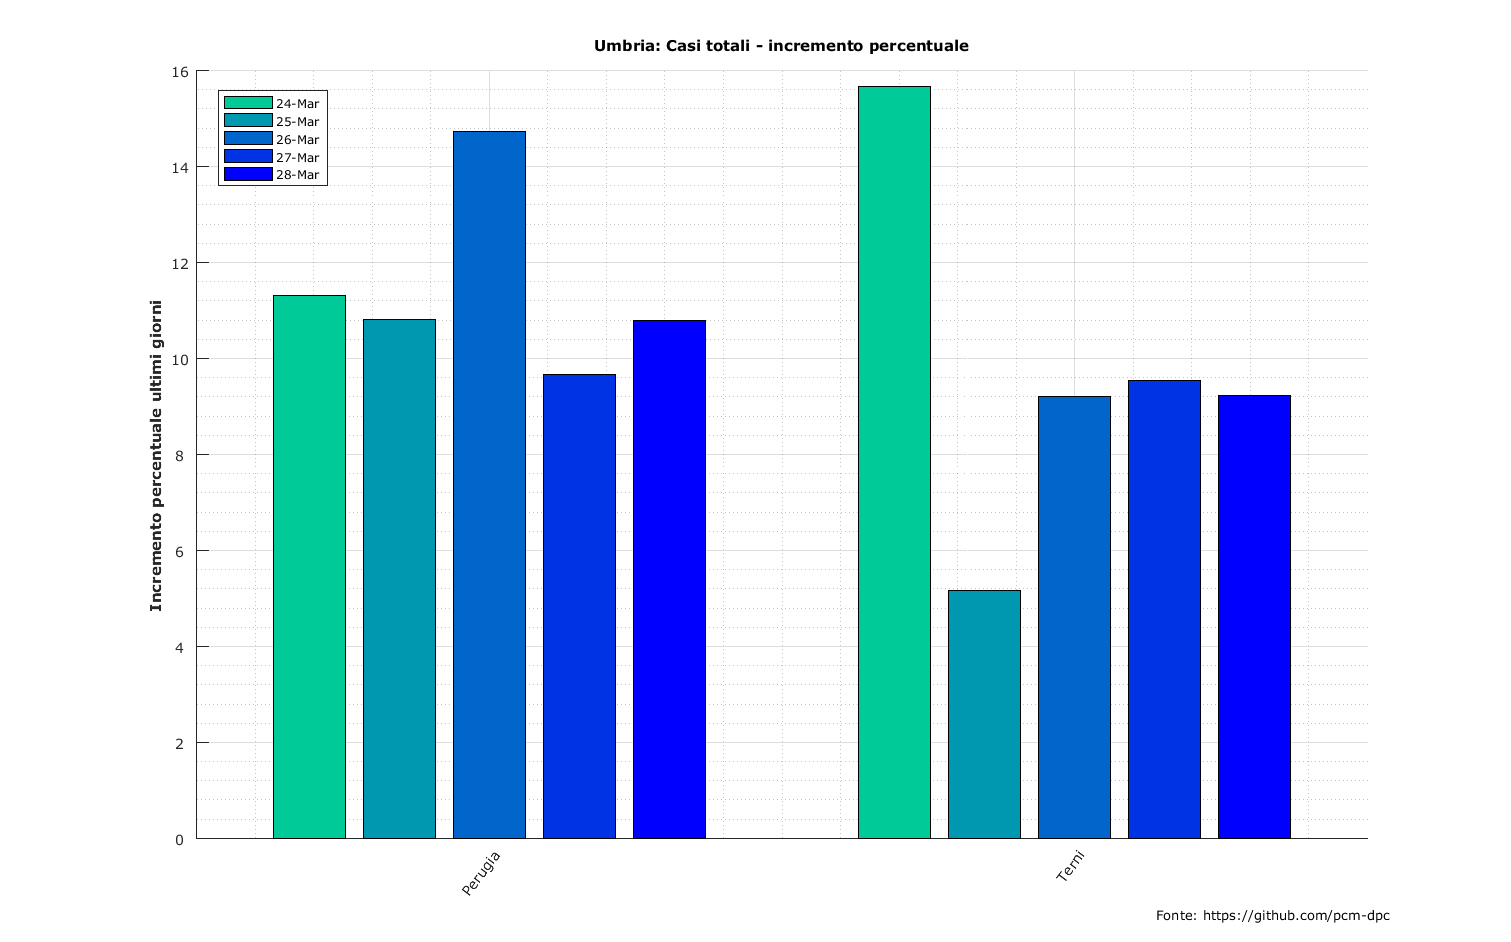 Umbria: Casi totali - incremento percentuale
24-Mar
25-Mar
26-Mar
27-Mar
28-Mar
Incremento percentuale ultimi giorni
16
14
12
10
8
6
4
2
0
Perugia
Terni
Fonte: https://github.com/pcm-dpc